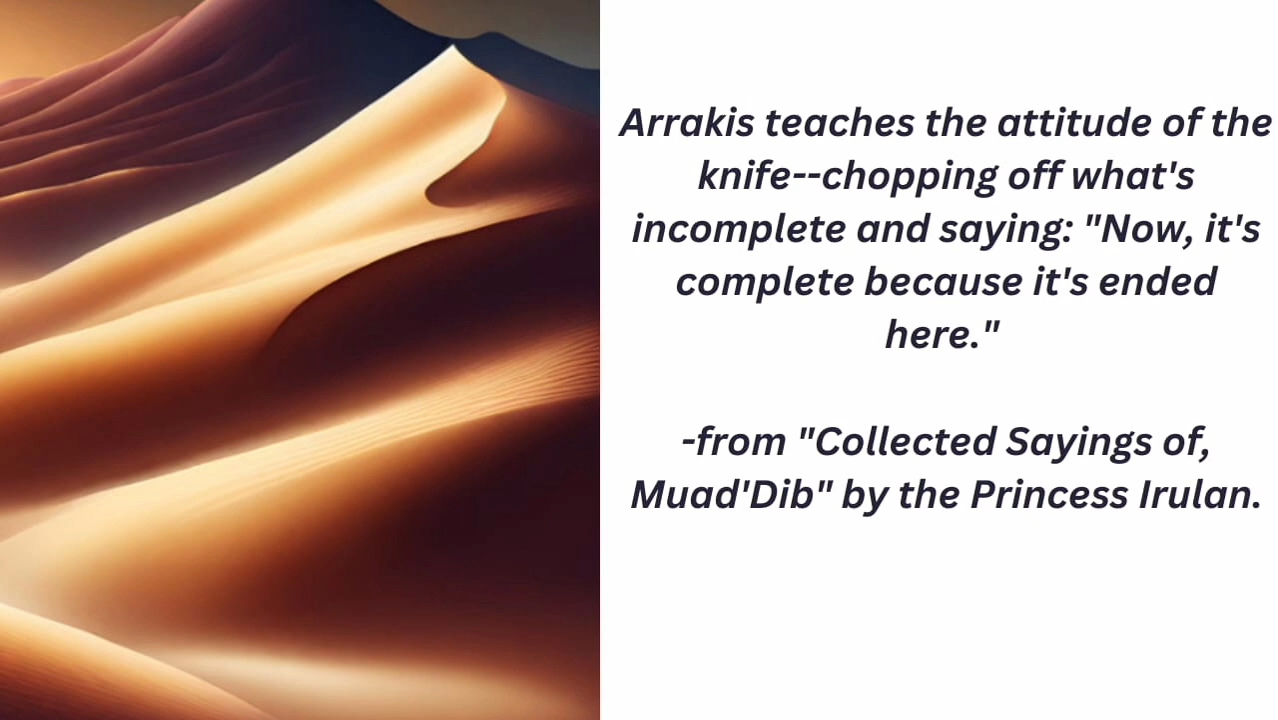 Arrakis teaches the attitude of the
knife--chopping off what's
incomplete and saying: "Now, it's
complete because it's ended
here."
-from "Collected Sayings of,
Muad'Dib" by the Princess Irulan.